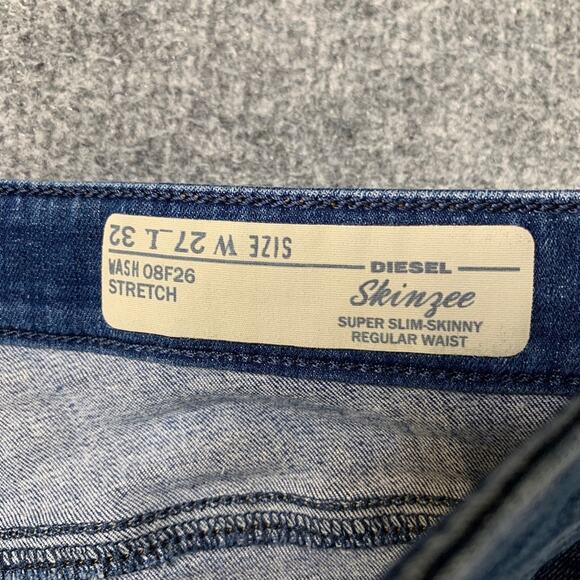 SIZE W 27 L 32
DIESEL
WASH 08F26
STRETCH
Skinzee
SUPER SLIM-SKINNY
REGULAR WAIST